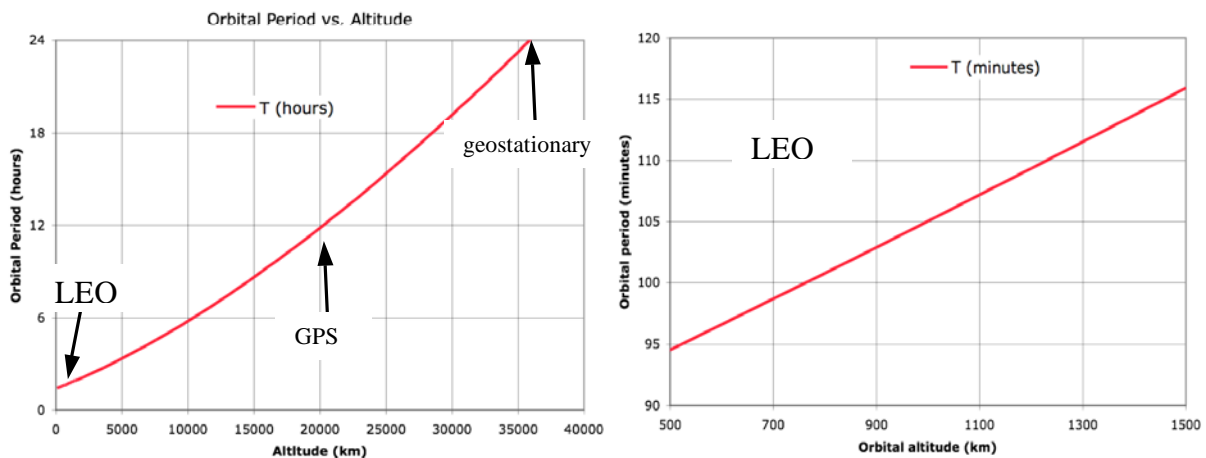 Orbital Period vs. Altitude
Orbital Period (hours)
24
18
12
6
0
T (hours)
LEO
GPS
geostationary
0 5000 10000 15000 20000 25000 30000 35000 40000
Altitude (km)
Orbital period (minutes)
120
115
110
105
100
95
90
T (minutes)
LEO
500 700 900 1100 1300 1500
Orbital altitude (km)